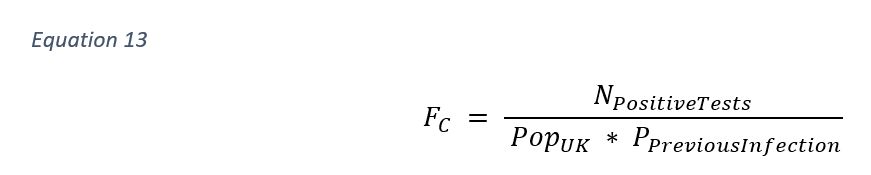 Equation 13
F_C = N_PositiveTests / Pop_UK * P_PreviousInfection